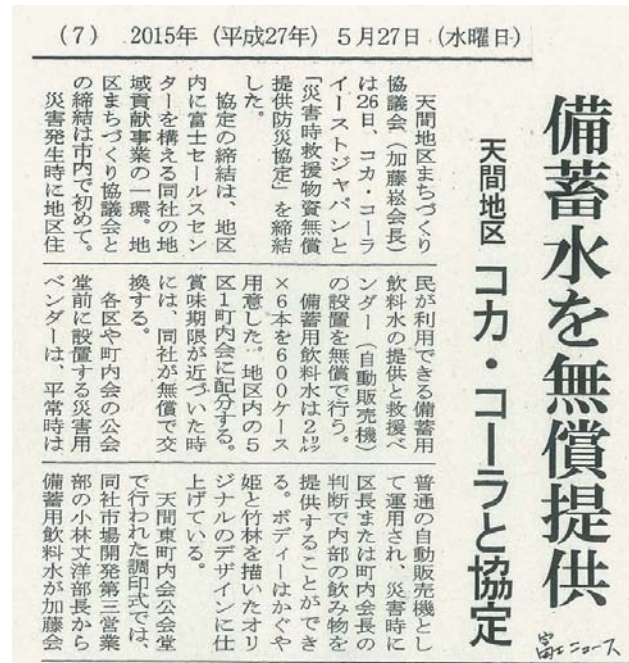 (7) 2015年(平成27年)5月27日(水曜日)
備蓄水を無償提供
天間地区 コカ・コーラと協定
富士ニュース
天間地区まちづくり
協議会(加藤崧会長)
は26日、コカ・コーラ
イーストジャパンと
「災害時救援物資無償
提供防災協定」を締結
した。
協定の締結は、地区
内に富士セールスセン
ターを構える同社の地
域貢献事業の一環。地
区まちづくり協議会と
の締結は市内で初めて。
災害発生時に地区住
民が利用できる備蓄用
飲料水の提供と救援ベ
ンダー(自動販売機)
の設置を無償で行う。
備蓄用飲料水は2㍑
×6本を600ケース
用意した。地区内の5
区1町内会に配分する。
賞味期限が近づいた時
には、同社が無償で交
換する。
各区や町内会の公会
堂前に設置する災害用
ベンダーは、平常時は
普通の自動販売機とし
て運用され、災害時に
区長または町内会長の
判断で内部の飲み物を
提供することができ
る。ボディーはかぐや
姫と竹林を描いたオリ
ジナルのデザインに仕
上げている。
天間東町内会公会堂
で行われた調印式では、
同社市場開発第三営業
部の小林丈洋部長から
備蓄用飲料水が加藤会